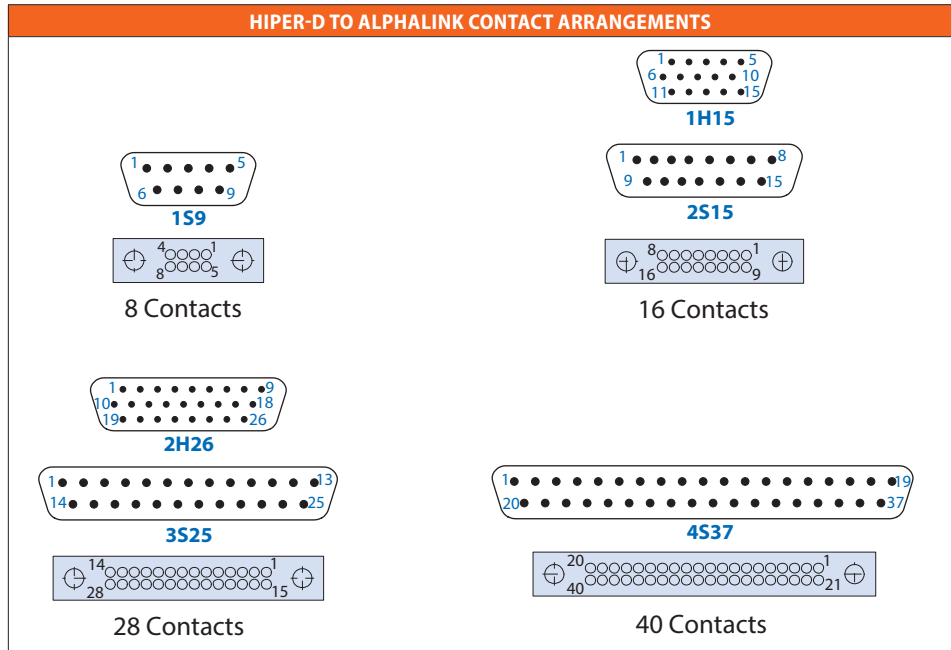 HIPER-D TO ALPHALINK CONTACT ARRANGEMENTS
1 5
6 10
11 15
1H15
1 5
6 9
1S9
4 1
8 5
8 Contacts
1 8
9 15
2S15
8 1
16 9
16 Contacts
1 9
10 18
19 26
2H26
1 13
14 25
3S25
14 1
28 15
28 Contacts
1 19
20 37
4S37
20 1
40 21
40 Contacts